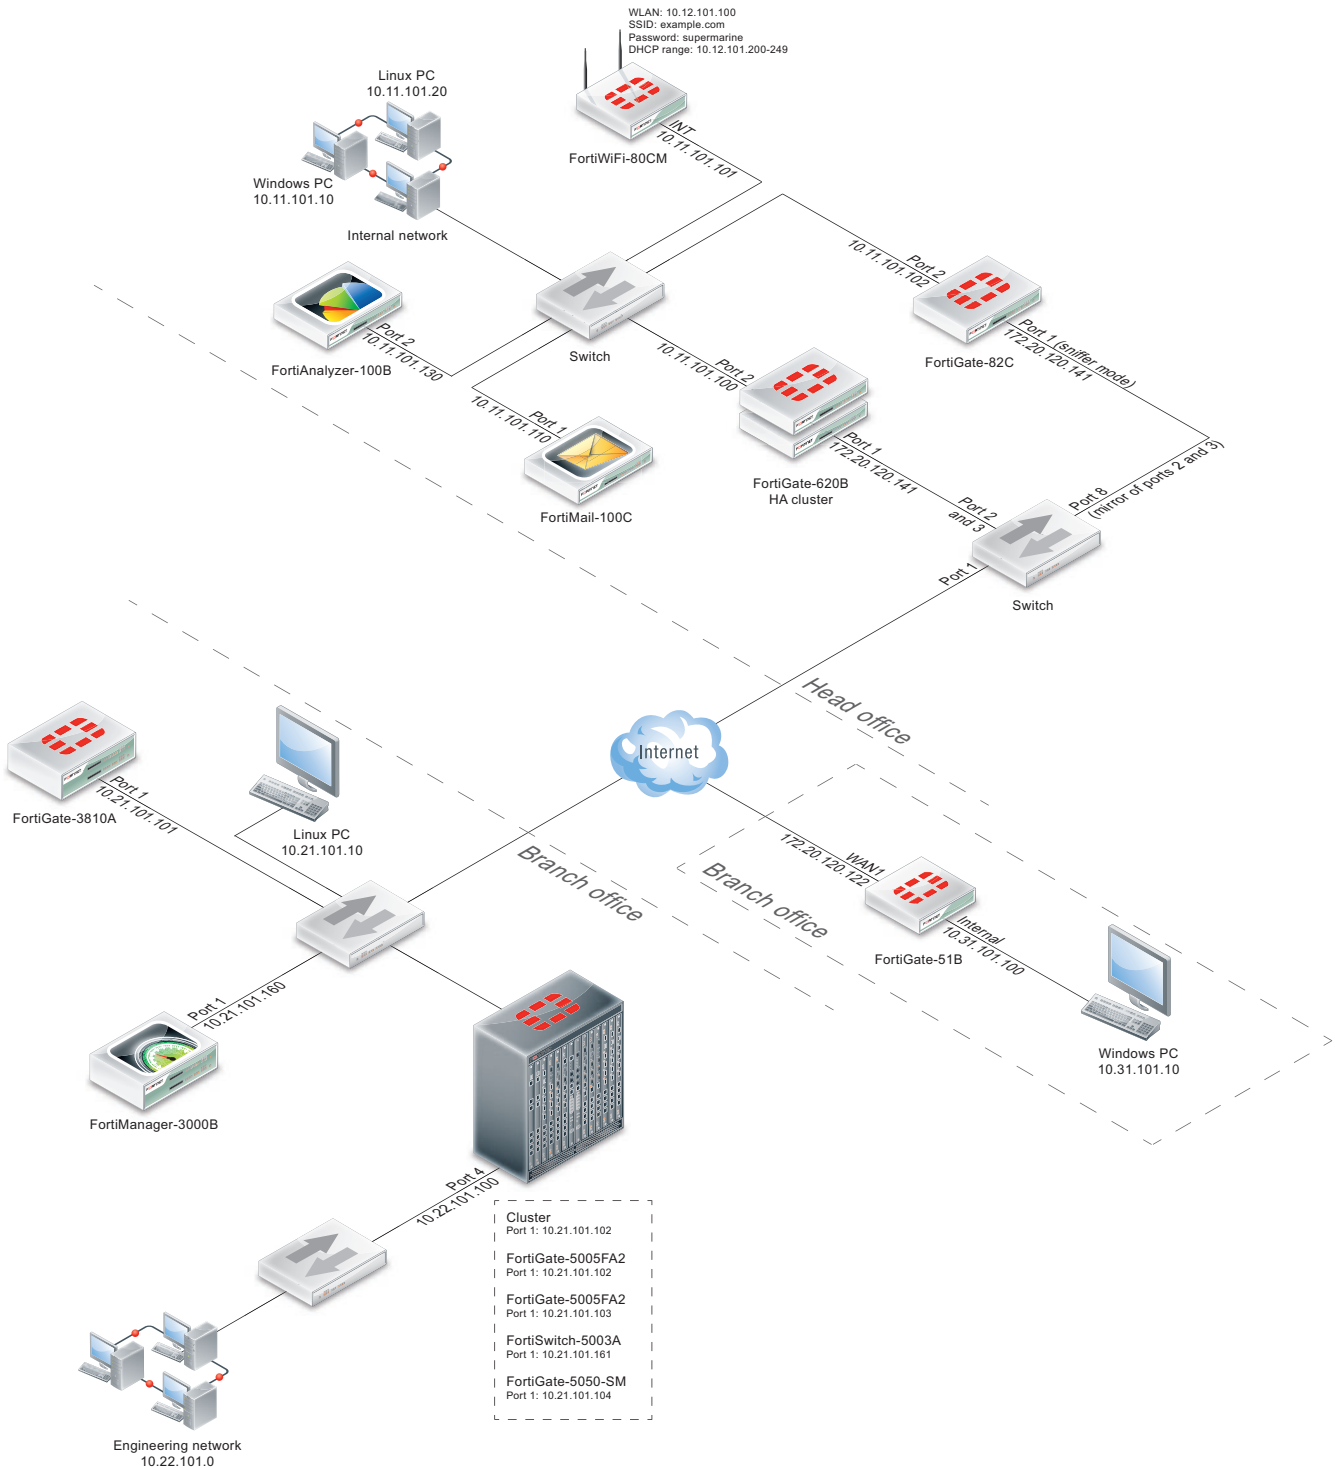 WLAN: 10.12.101.100
SSID: example.com
Password: supermarine
DHCP range: 10.12.101.200-249
FortiWiFi-80CM
INT
10.11.101.101
Linux PC
10.11.101.20
Windows PC
10.11.101.10
Internal network
FortiAnalyzer-100B
Port 2
10.11.101.130
Switch
Port 2
10.11.101.102
FortiGate-82C
Port 1 (sniffer mode)
172.20.120.141
Port 2
10.11.101.100
Port 1
10.11.101.110
FortiMail-100C
FortiGate-620B
HA cluster
Port 1
172.20.120.141
Port 2
and 3
Port 8
(mirror of ports 2 and 3)
Port 1
Switch
Head office
Internet
FortiGate-3810A
Port 1
10.21.101.101
Linux PC
10.21.101.10
Branch office
Branch office
WAN1
172.20.120.122
FortiGate-51B
Internal
10.31.101.100
Windows PC
10.31.101.10
Port 1
10.21.101.160
FortiManager-3000B
Port 4
10.22.101.100
Cluster
Port 1: 10.21.101.102
FortiGate-5005FA2
Port 1: 10.21.101.102
FortiGate-5005FA2
Port 1: 10.21.101.103
FortiSwitch-5003A
Port 1: 10.21.101.161
FortiGate-5050-SM
Port 1: 10.21.101.104
Engineering network
10.22.101.0